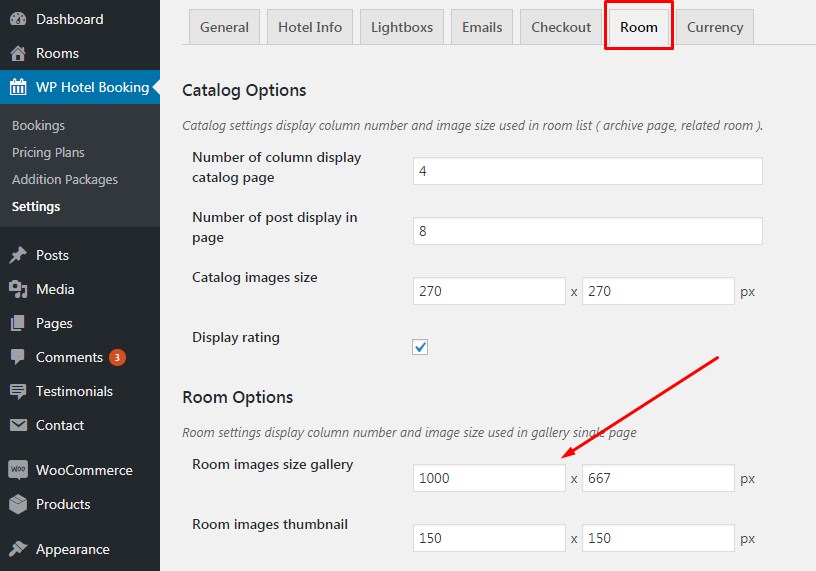 Dashboard
Rooms
WP Hotel Booking
Bookings
Pricing Plans
Addition Packages
Settings
Posts
Media
Pages
Comments 3
Testimonials
Contact
WOO WooCommerce
Products
Appearance
General Hotel Info Lightboxes Emails Checkout Room Currency
Catalog Options
Catalog settings display column number and image size used in room list ( archive page, related room ).
Number of column display
catalog page
4
Number of post display in
page
8
Catalog images size
270 x 270 px
Display rating
Room Options
Room settings display column number and image size used in gallery single page
Room images size gallery
1000 x 667 px
Room images thumbnail
150 x 150 px